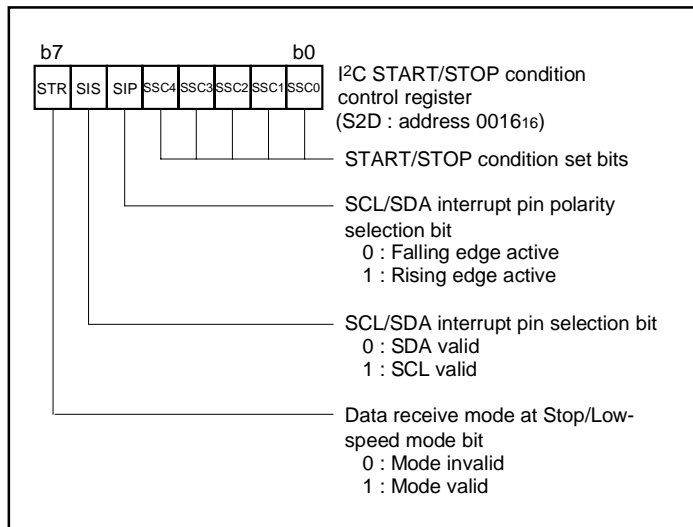 b7 b0
STR SIS SIP SSC4 SSC3 SSC2 SSC1 SSC0
I2C START/STOP condition
control register
(S2D : address 001616)
START/STOP condition set bits
SCL/SDA interrupt pin polarity
selection bit
0 : Falling edge active
1 : Rising edge active
SCL/SDA interrupt pin selection bit
0 : SDA valid
1 : SCL valid
Data receive mode at Stop/Low-
speed mode bit
0 : Mode invalid
1 : Mode valid